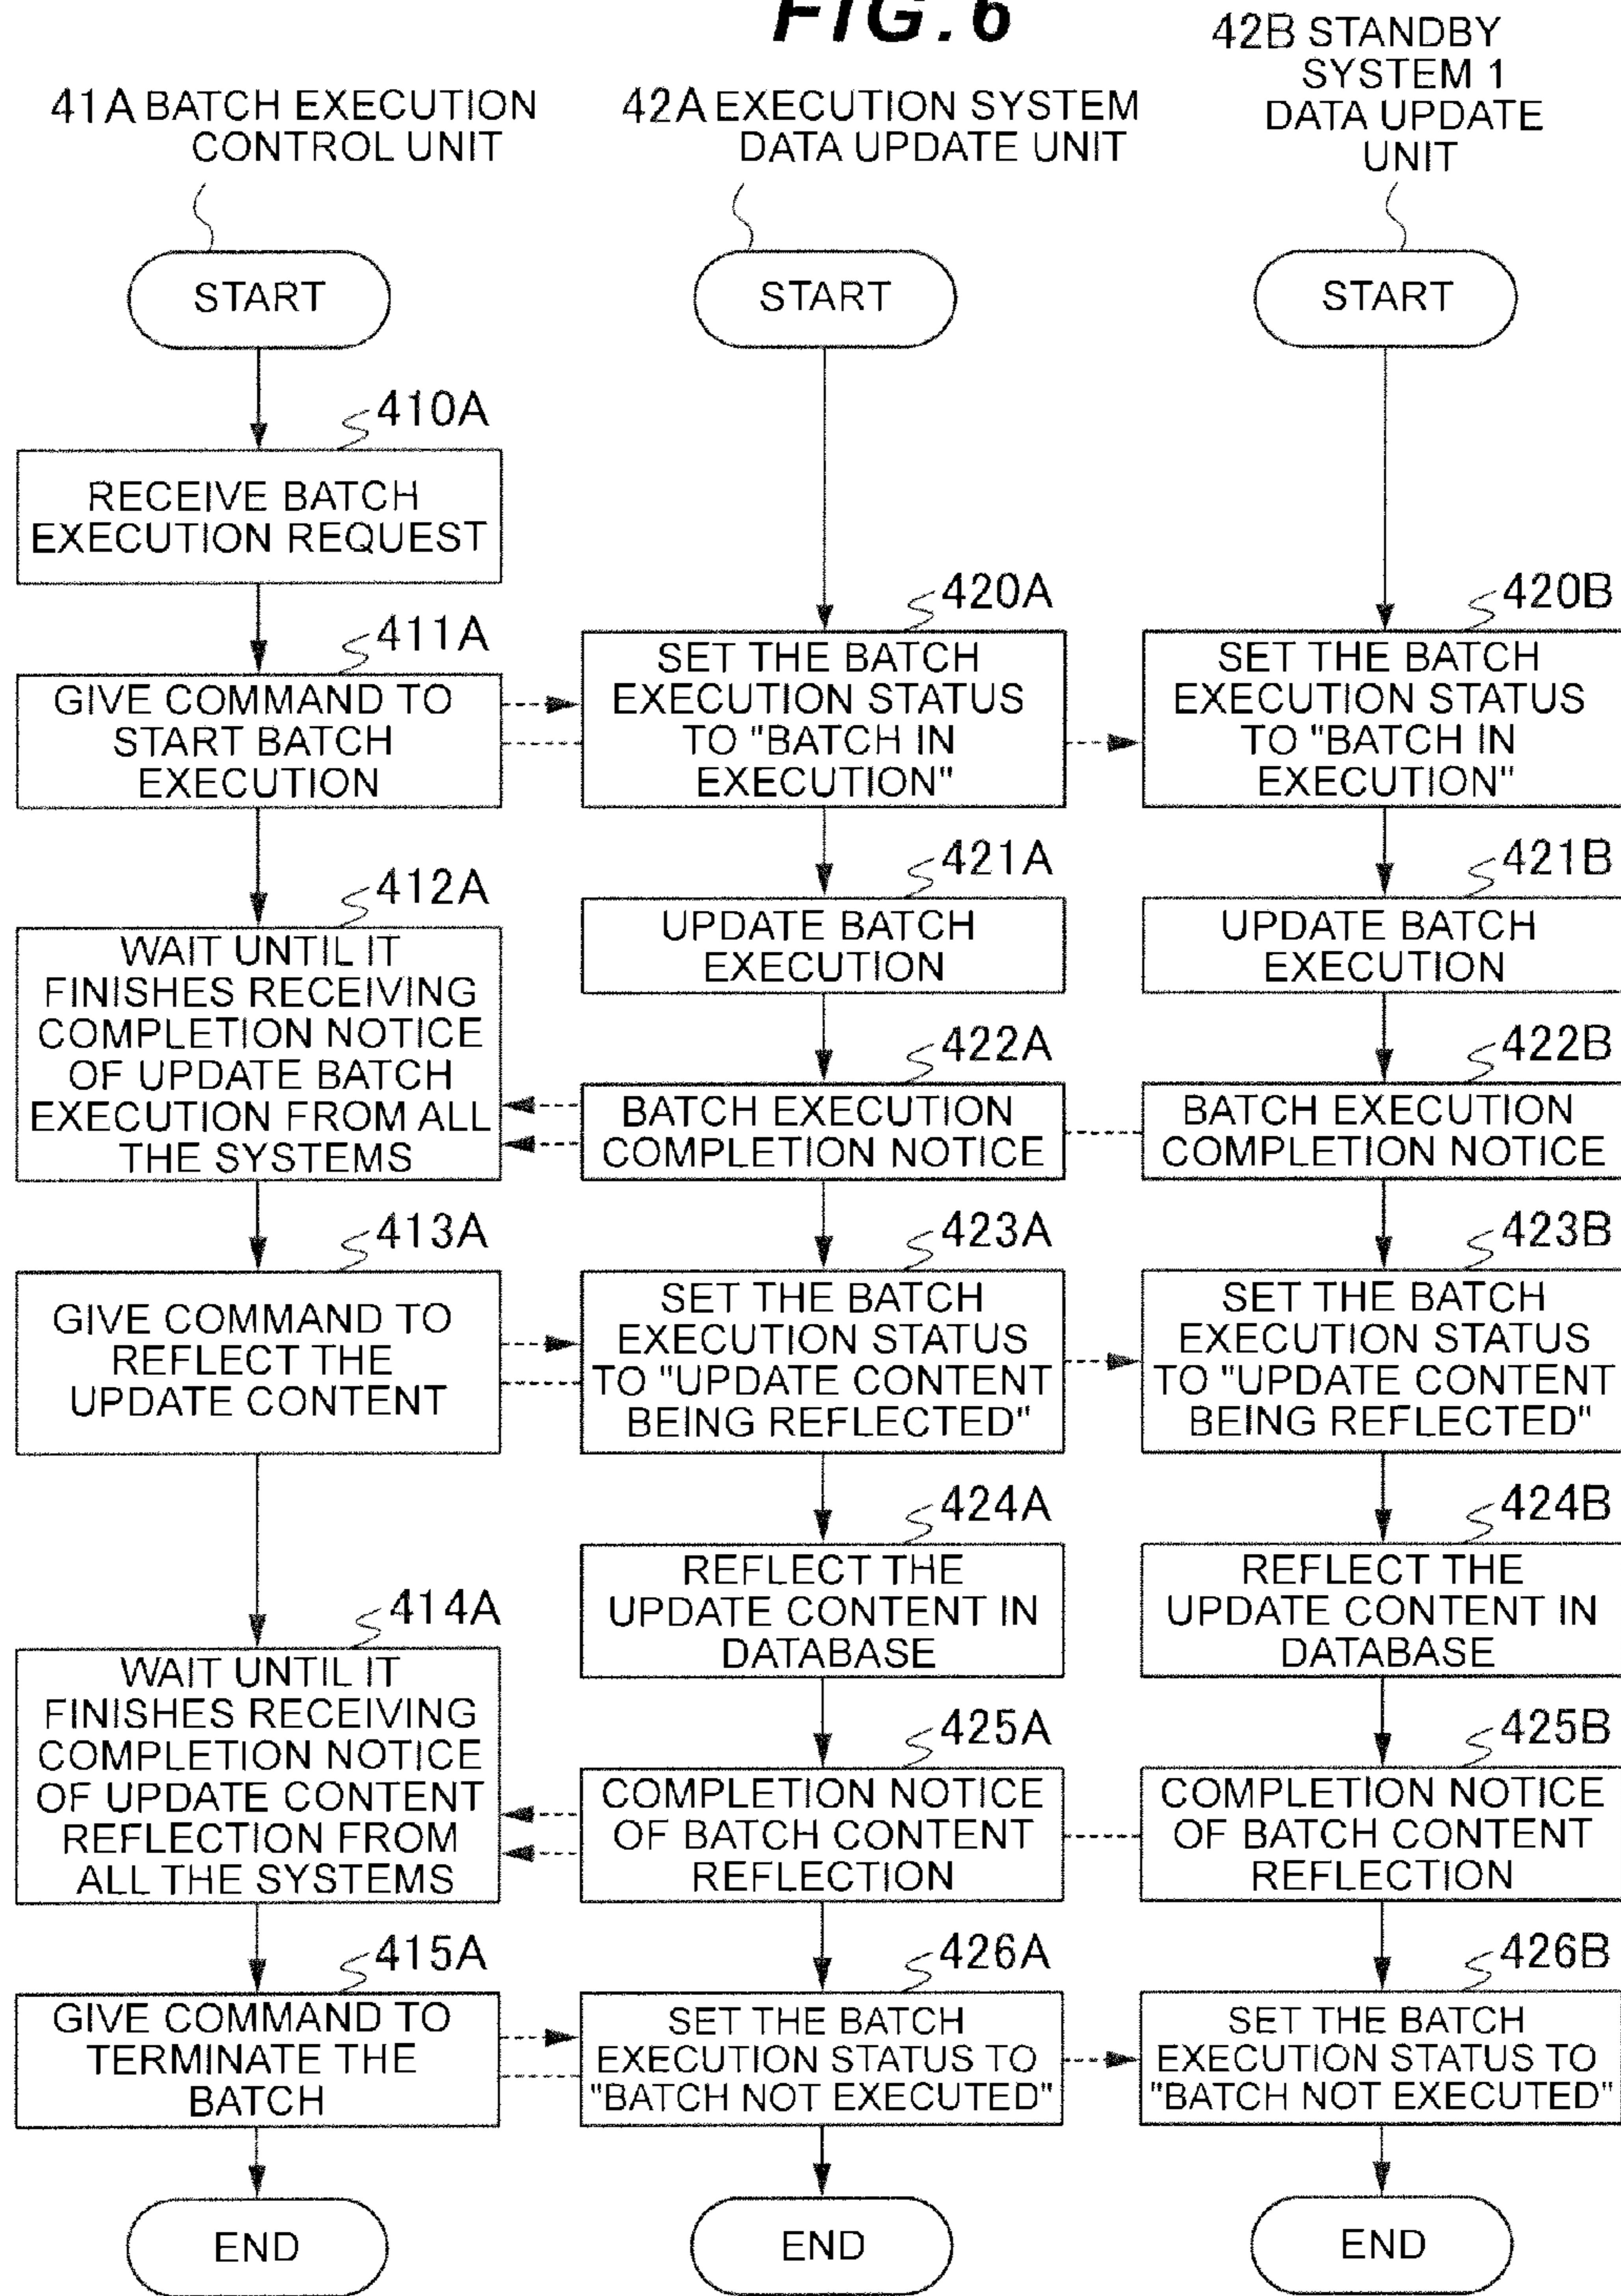 FIG. 6
41A BATCH EXECUTION
CONTROL UNIT
42A EXECUTION SYSTEM
DATA UPDATE UNIT
42B STANDBY
SYSTEM 1
DATA UPDATE
UNIT
START
START
START
410A
RECEIVE BATCH
EXECUTION REQUEST
411A
GIVE COMMAND TO
START BATCH
EXECUTION
420A
SET THE BATCH
EXECUTION STATUS
TO "BATCH IN
EXECUTION"
420B
SET THE BATCH
EXECUTION STATUS
TO "BATCH IN
EXECUTION"
412A
WAIT UNTIL IT
FINISHES RECEIVING
COMPLETION NOTICE
OF UPDATE BATCH
EXECUTION FROM ALL
THE SYSTEMS
421A
UPDATE BATCH
EXECUTION
421B
UPDATE BATCH
EXECUTION
422A
BATCH EXECUTION
COMPLETION NOTICE
422B
BATCH EXECUTION
COMPLETION NOTICE
413A
GIVE COMMAND TO
REFLECT THE
UPDATE CONTENT
423A
SET THE BATCH
EXECUTION STATUS
TO "UPDATE CONTENT
BEING REFLECTED"
423B
SET THE BATCH
EXECUTION STATUS
TO "UPDATE CONTENT
BEING REFLECTED"
424A
REFLECT THE
UPDATE CONTENT IN
DATABASE
424B
REFLECT THE
UPDATE CONTENT IN
DATABASE
414A
WAIT UNTIL IT
FINISHES RECEIVING
COMPLETION NOTICE
OF UPDATE CONTENT
REFLECTION FROM
ALL THE SYSTEMS
425A
COMPLETION NOTICE
OF BATCH CONTENT
REFLECTION
425B
COMPLETION NOTICE
OF BATCH CONTENT
REFLECTION
415A
GIVE COMMAND TO
TERMINATE THE
BATCH
426A
SET THE BATCH
EXECUTION STATUS TO
"BATCH NOT EXECUTED"
426B
SET THE BATCH
EXECUTION STATUS TO
"BATCH NOT EXECUTED"
END
END
END